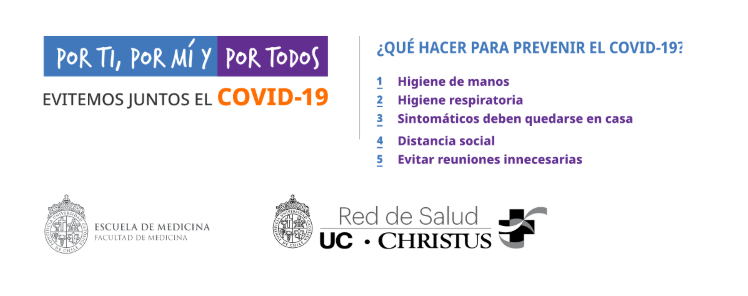 POR TI, POR MÍ Y POR TODOS
EVITEMOS JUNTOS EL COVID-19
¿QUÉ HACER PARA PREVENIR EL COVID-19?
1 Higiene de manos
2 Higiene respiratoria
3 Sintomáticos deben quedarse en casa
4 Distancia social
5 Evitar reuniones innecesarias
ESCUELA DE MEDICINA
FACULTAD DE MEDICINA
Red de Salud
UC · CHRISTUS